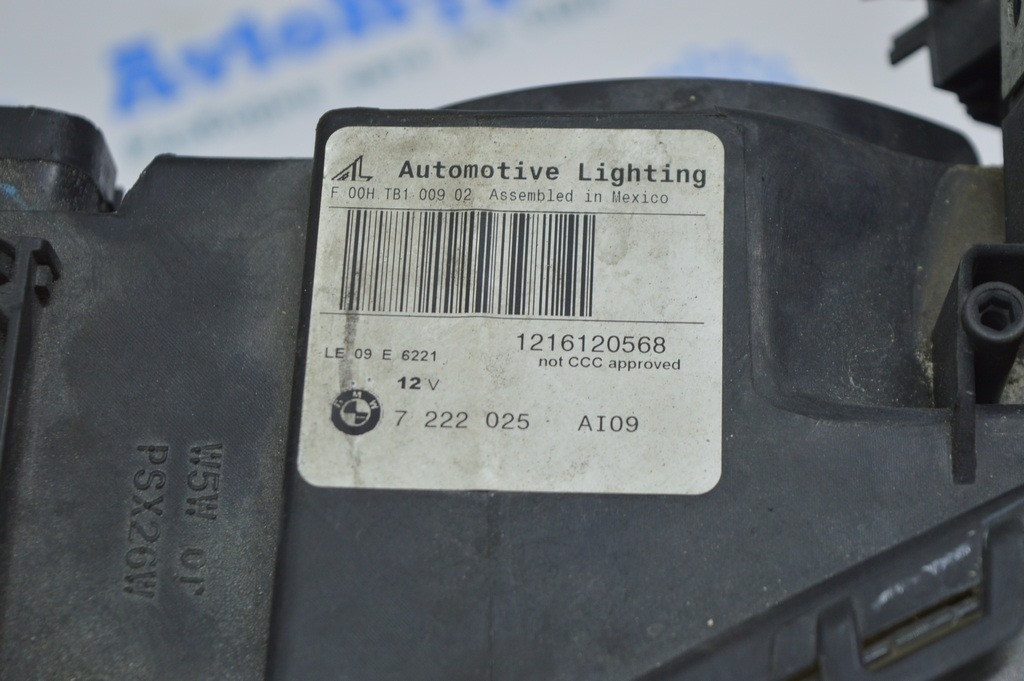 Automotive Lighting
F 00H TB1 009 02 Assembled in Mexico
1216120568
not CCC approved
LE 09 E 6221
12 V
BMW 7 222 025 AI09
W5W or
PSX26W